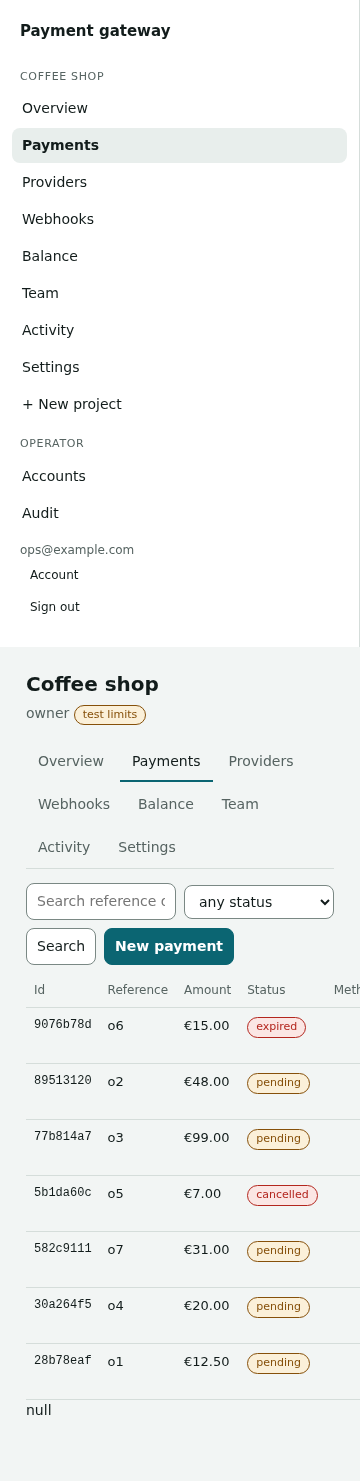 Payment gateway
COFFEE SHOP
Overview
Payments
Providers
Webhooks
Balance
Team
Activity
Settings
+ New project
OPERATOR
Accounts
Audit
ops@example.com
Account
Sign out
Coffee shop
owner test limits
Overview Payments Providers
Webhooks Balance Team
Activity Settings
Search reference any status
Search New payment
Id Reference Amount Status
9076b78d o6 €15.00 expired
89513120 o2 €48.00 pending
77b814a7 o3 €99.00 pending
5b1da60c o5 €7.00 cancelled
582c9111 o7 €31.00 pending
30a264f5 o4 €20.00 pending
28b78eaf o1 €12.50 pending
null